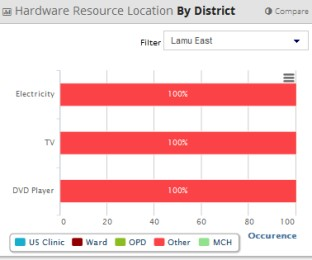 Hardware Resource Location By District Compare
Filter Lamu East
Electricity 100%
TV 100%
DVD Player 100%
0 20 40 60 80 100
Occurence
US Clinic Ward OPD Other MCH